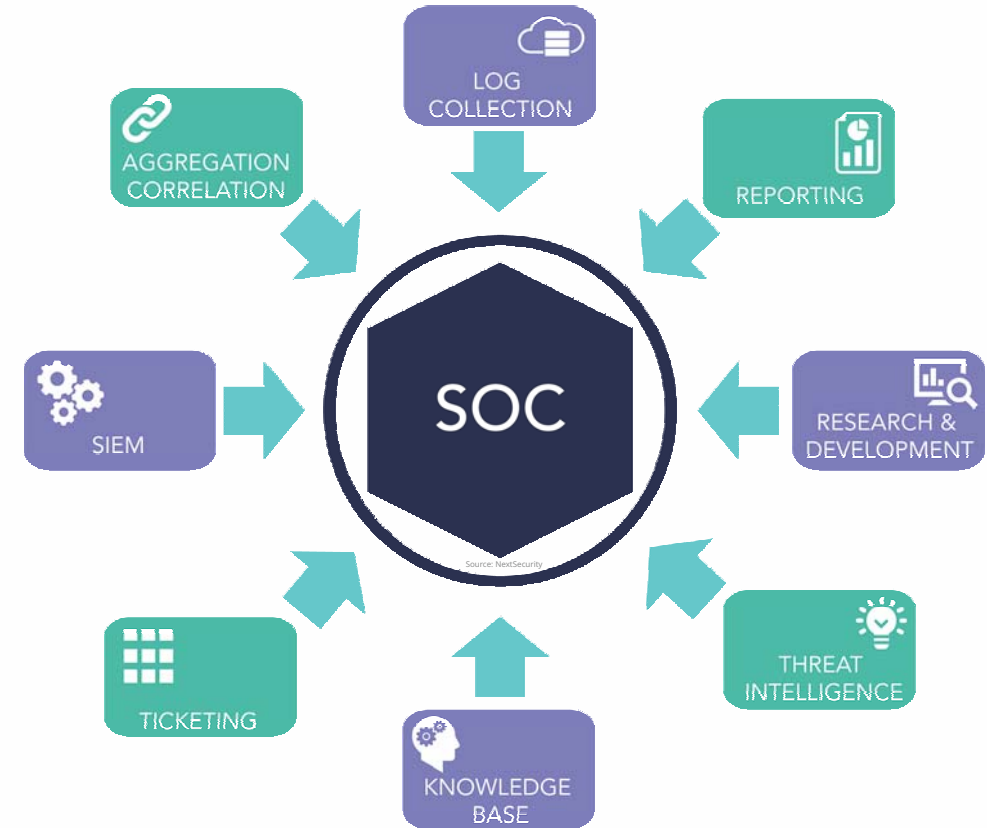 LOG
COLLECTION
AGGREGATION
CORRELATION
REPORTING
SIEM
SOC
RESEARCH &
DEVELOPMENT
Source: NextSecurity
TICKETING
THREAT
INTELLIGENCE
KNOWLEDGE
BASE